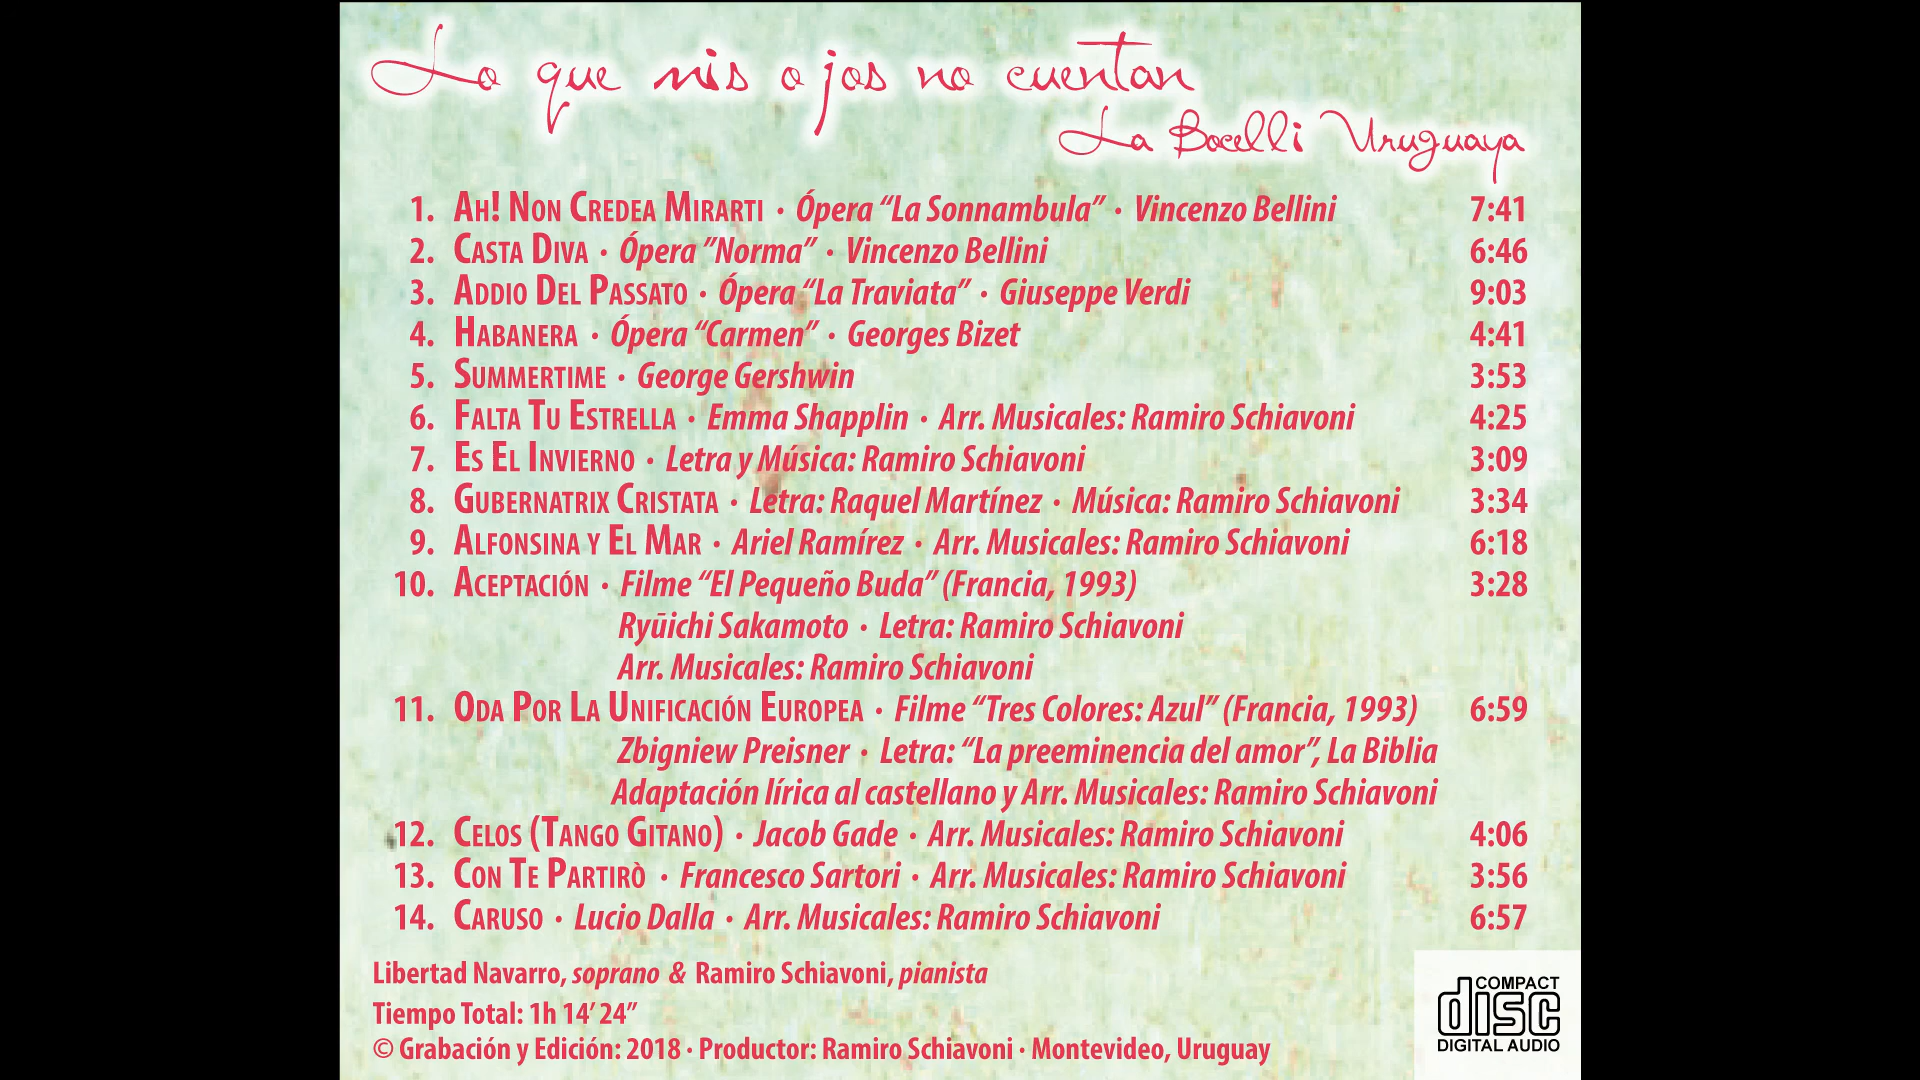 Lo que mis ojos no cuentan
La Bocelli Uruguaya
1. Ah! Non Credea Mirarti · Ópera “La Sonnambula” · Vincenzo Bellini 7:41
2. Casta Diva · Ópera ”Norma” · Vincenzo Bellini 6:46
3. Addio Del Passato · Ópera “La Traviata” · Giuseppe Verdi 9:03
4. Habanera · Ópera “Carmen” · Georges Bizet 4:41
5. Summertime · George Gershwin 3:53
6. Falta Tu Estrella · Emma Shapplin · Arr. Musicales: Ramiro Schiavoni 4:25
7. Es El Invierno · Letra y Música: Ramiro Schiavoni 3:09
8. Gubernatrix Cristata · Letra: Raquel Martínez · Música: Ramiro Schiavoni 3:34
9. Alfonsina y El Mar · Ariel Ramírez · Arr. Musicales: Ramiro Schiavoni 6:18
10. Aceptación · Filme “El Pequeño Buda” (Francia, 1993) 3:28
Ryūichi Sakamoto · Letra: Ramiro Schiavoni
Arr. Musicales: Ramiro Schiavoni
11. Oda Por La Unificación Europea · Filme “Tres Colores: Azul” (Francia, 1993) 6:59
Zbigniew Preisner · Letra: “La preeminencia del amor”, La Biblia
Adaptación lírica al castellano y Arr. Musicales: Ramiro Schiavoni
12. Celos (Tango Gitano) · Jacob Gade · Arr. Musicales: Ramiro Schiavoni 4:06
13. Con Te Partirò · Francesco Sartori · Arr. Musicales: Ramiro Schiavoni 3:56
14. Caruso · Lucio Dalla · Arr. Musicales: Ramiro Schiavoni 6:57
Libertad Navarro, soprano & Ramiro Schiavoni, pianista
Tiempo Total: 1h 14’ 24”
© Grabación y Edición: 2018 · Productor: Ramiro Schiavoni · Montevideo, Uruguay
COMPACT
disc
DIGITAL AUDIO